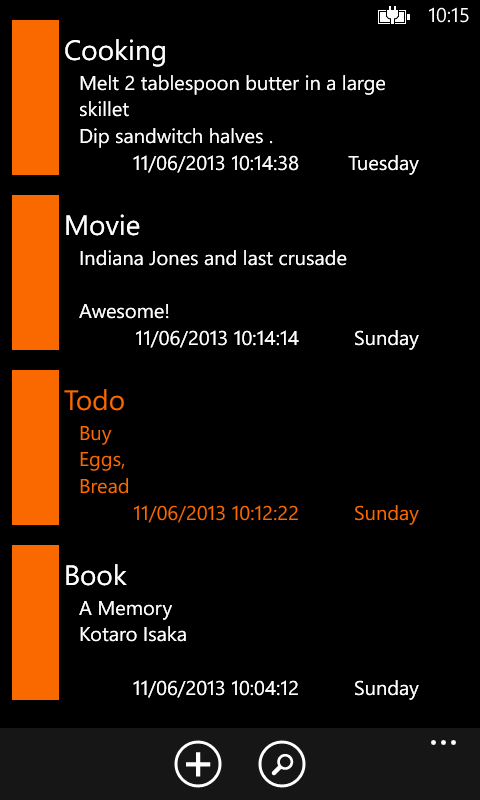 10:15
Cooking
Melt 2 tablespoon butter in a large
skillet
Dip sandwitch halves .
11/06/2013 10:14:38 Tuesday
Movie
Indiana Jones and last crusade
Awesome!
11/06/2013 10:14:14 Sunday
Todo
Buy
Eggs,
Bread
11/06/2013 10:12:22 Sunday
Book
A Memory
Kotaro Isaka
11/06/2013 10:04:12 Sunday